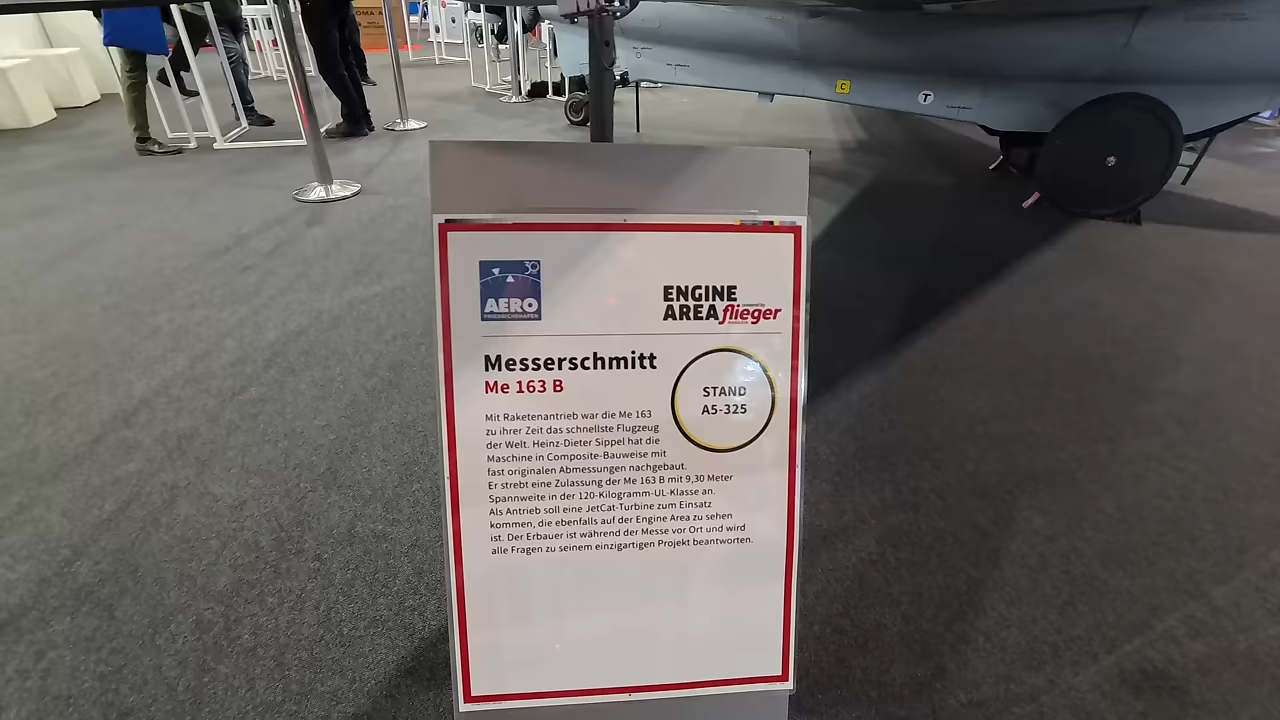 C
T
30
AERO
FRIEDRICHSHAFEN
ENGINE
AREA
powered by
flieger
MAGAZIN
Messerschmitt
Me 163 B
STAND
A5-325
Mit Raketenantrieb war die Me 163
zu ihrer Zeit das schnellste Flugzeug
der Welt. Heinz-Dieter Sippel hat die
Maschine in Composite-Bauweise mit
fast originalen Abmessungen nachgebaut.
Er strebt eine Zulassung der Me 163 B mit 9,30 Meter
Spannweite in der 120-Kilogramm-UL-Klasse an.
Als Antrieb soll eine JetCat-Turbine zum Einsatz
kommen, die ebenfalls auf der Engine Area zu sehen
ist. Der Erbauer ist während der Messe vor Ort und wird
alle Fragen zu seinem einzigartigen Projekt beantworten.